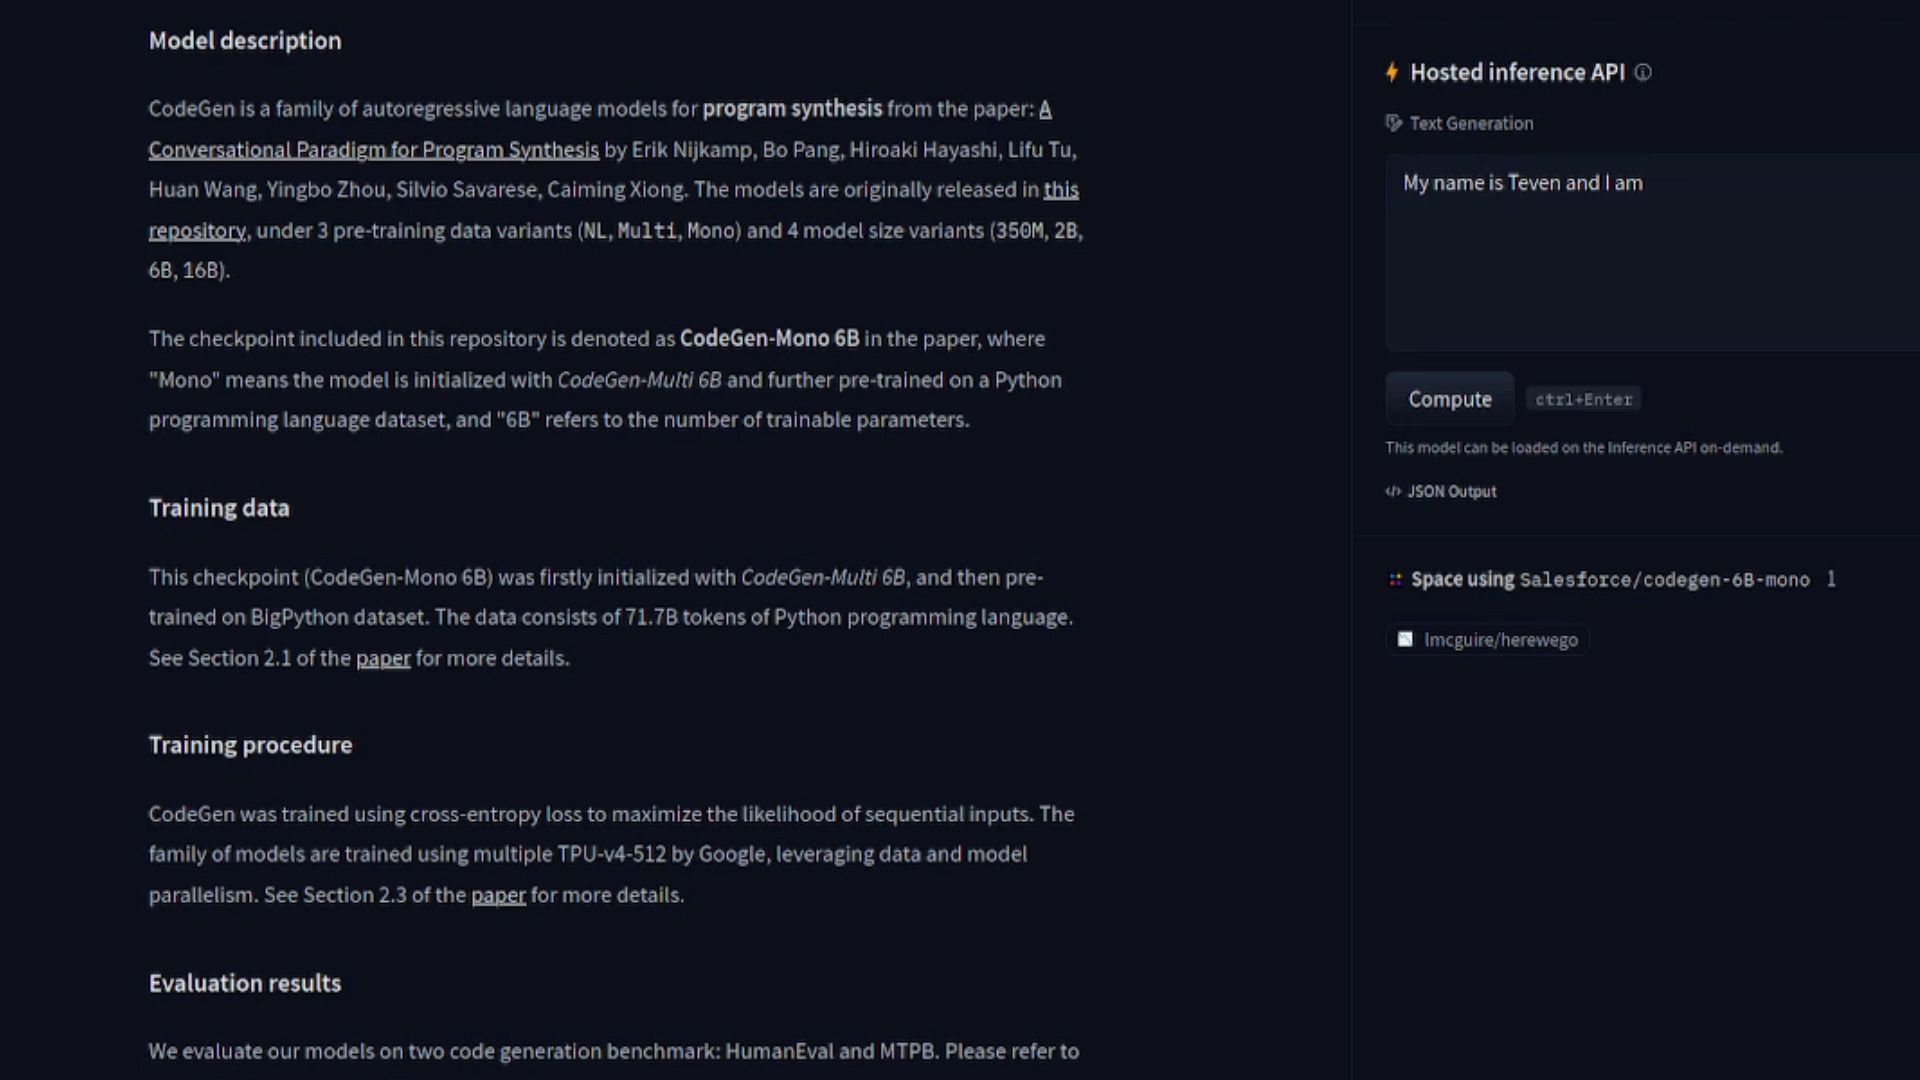 Model description
CodeGen is a family of autoregressive language models for program synthesis from the paper: A
Conversational Paradigm for Program Synthesis by Erik Nijkamp, Bo Pang, Hiroaki Hayashi, Lifu Tu,
Huan Wang, Yingbo Zhou, Silvio Savarese, Caiming Xiong. The models are originally released in this
repository, under 3 pre-training data variants (NL, Multi, Mono) and 4 model size variants (350M, 2B,
6B, 16B).
The checkpoint included in this repository is denoted as CodeGen-Mono 6B in the paper, where
"Mono" means the model is initialized with CodeGen-Multi 6B and further pre-trained on a Python
programming language dataset, and "6B" refers to the number of trainable parameters.
Training data
This checkpoint (CodeGen-Mono 6B) was firstly initialized with CodeGen-Multi 6B, and then pre-
trained on BigPython dataset. The data consists of 71.7B tokens of Python programming language.
See Section 2.1 of the paper for more details.
Training procedure
CodeGen was trained using cross-entropy loss to maximize the likelihood of sequential inputs. The
family of models are trained using multiple TPU-v4-512 by Google, leveraging data and model
parallelism. See Section 2.3 of the paper for more details.
Evaluation results
We evaluate our models on two code generation benchmark: HumanEval and MTPB. Please refer to
Hosted inference API
Text Generation
My name is Teven and I am
Compute ctrl+Enter
This model can be loaded on the Inference API on-demand.
</> JSON Output
Space using Salesforce/codegen-6B-mono 1
lmcguire/herewego